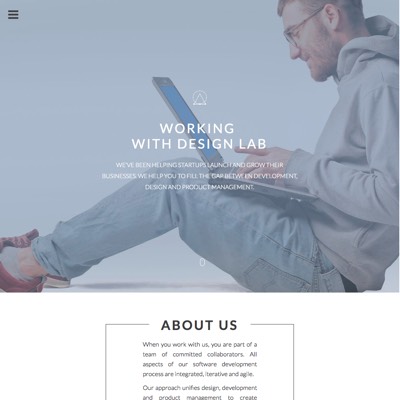 WORKING
WITH DESIGN LAB
WE'VE BEEN HELPING STARTUPS LAUNCH AND GROW THEIR
BUSINESSES. WE HELP YOU TO FILL THE GAP BETWEEN DEVELOPMENT,
DESIGN AND PRODUCT MANAGEMENT.
ABOUT US
When you work with us, you are part of a
team of committed collaborators. All
aspects of our software development
process are integrated, iterative and agile.
Our approach unifies design, development
and product management to create